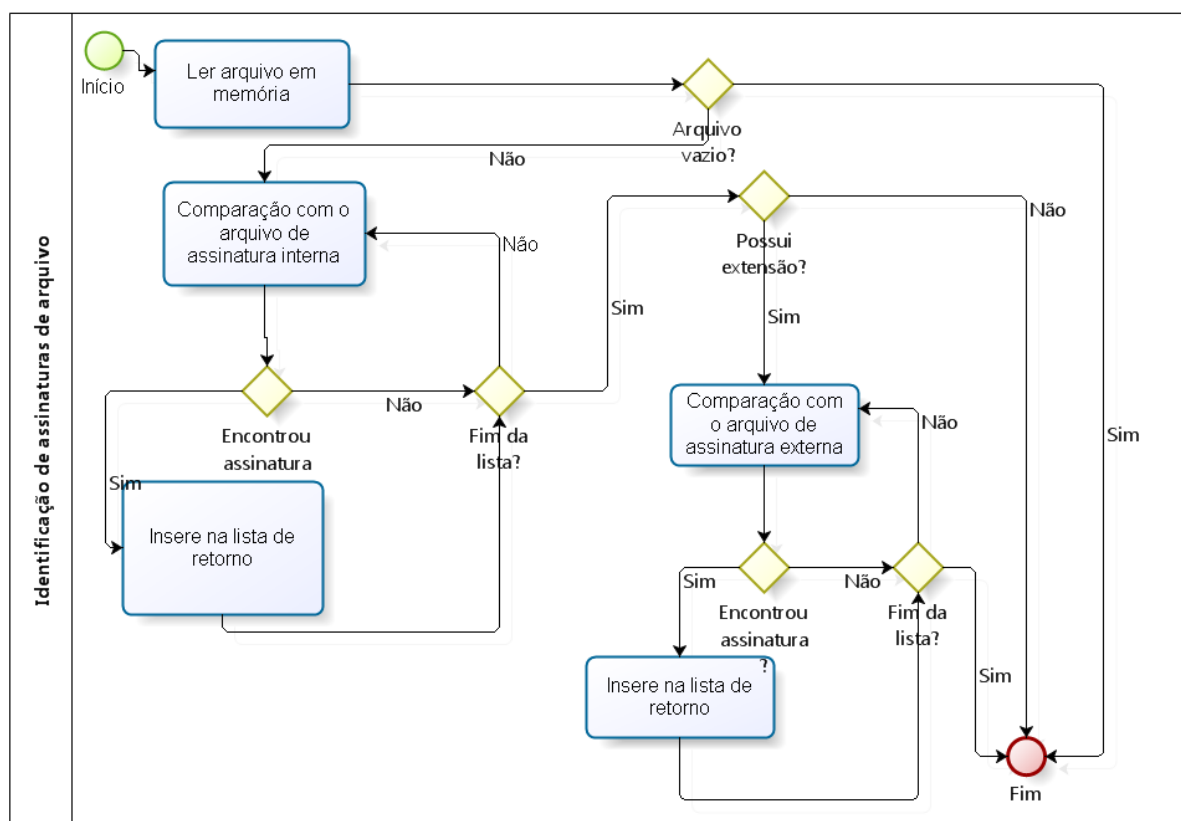 Identificação de assinaturas de arquivo
Início
Ler arquivo em
memória
Arquivo
vazio?
Não
Sim
Comparação com o
arquivo de
assinatura interna
Não
Encontrou
assinatura
Não
Sim
Fim da
lista?
Sim
Insere na lista de
retorno
Possui
extensão?
Não
Sim
Comparação com
o arquivo de
assinatura externa
Não
Encontrou
assinatura
?
Sim
Não
Fim da
lista?
Sim
Insere na lista de
retorno
Fim